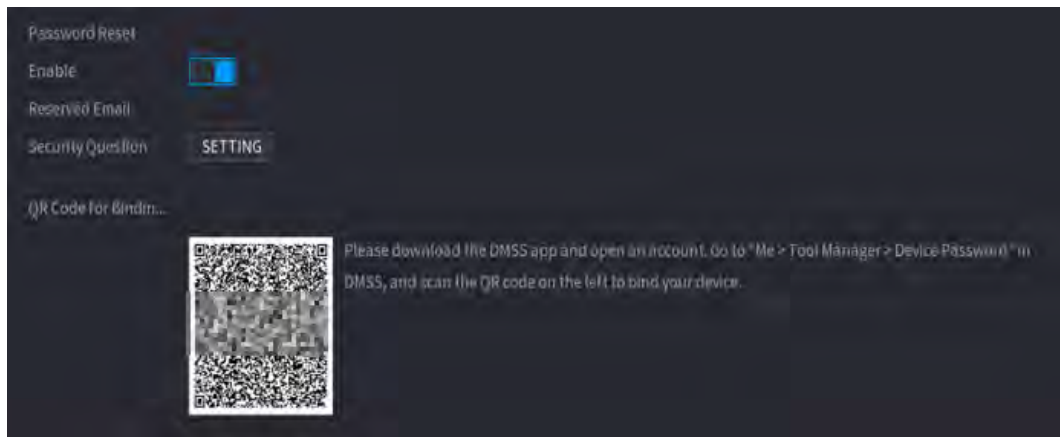 Password Reset
Enable
Reserved Email
Security Question
SETTING
QR Code for Bindin...
Please download the DMSS app and open an account. Go to "Me > Tool Manager > Device Password" in
DMSS, and scan the QR code on the left to bind your device.